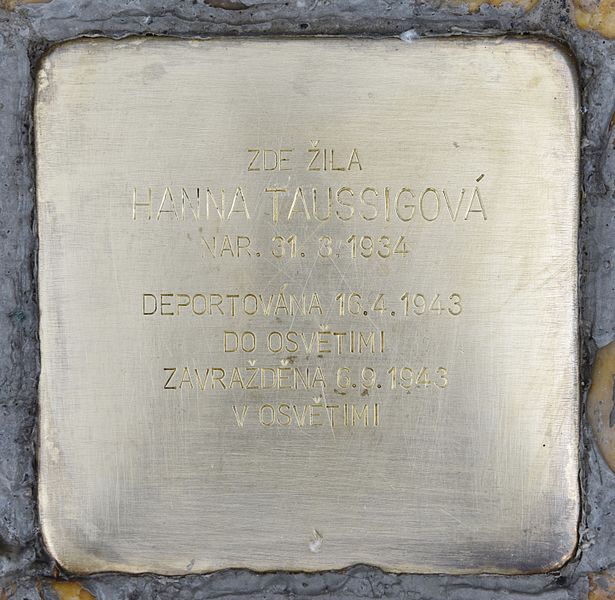 ZDE ŽILA
HANNA TAUSSIGOVÁ
NAR. 31. 3. 1934
DEPORTOVÁNA 16.4.1943
DO OSVĚTIMI
ZAVRAŽDĚNA 6.9.1943
V OSVĚTIMI